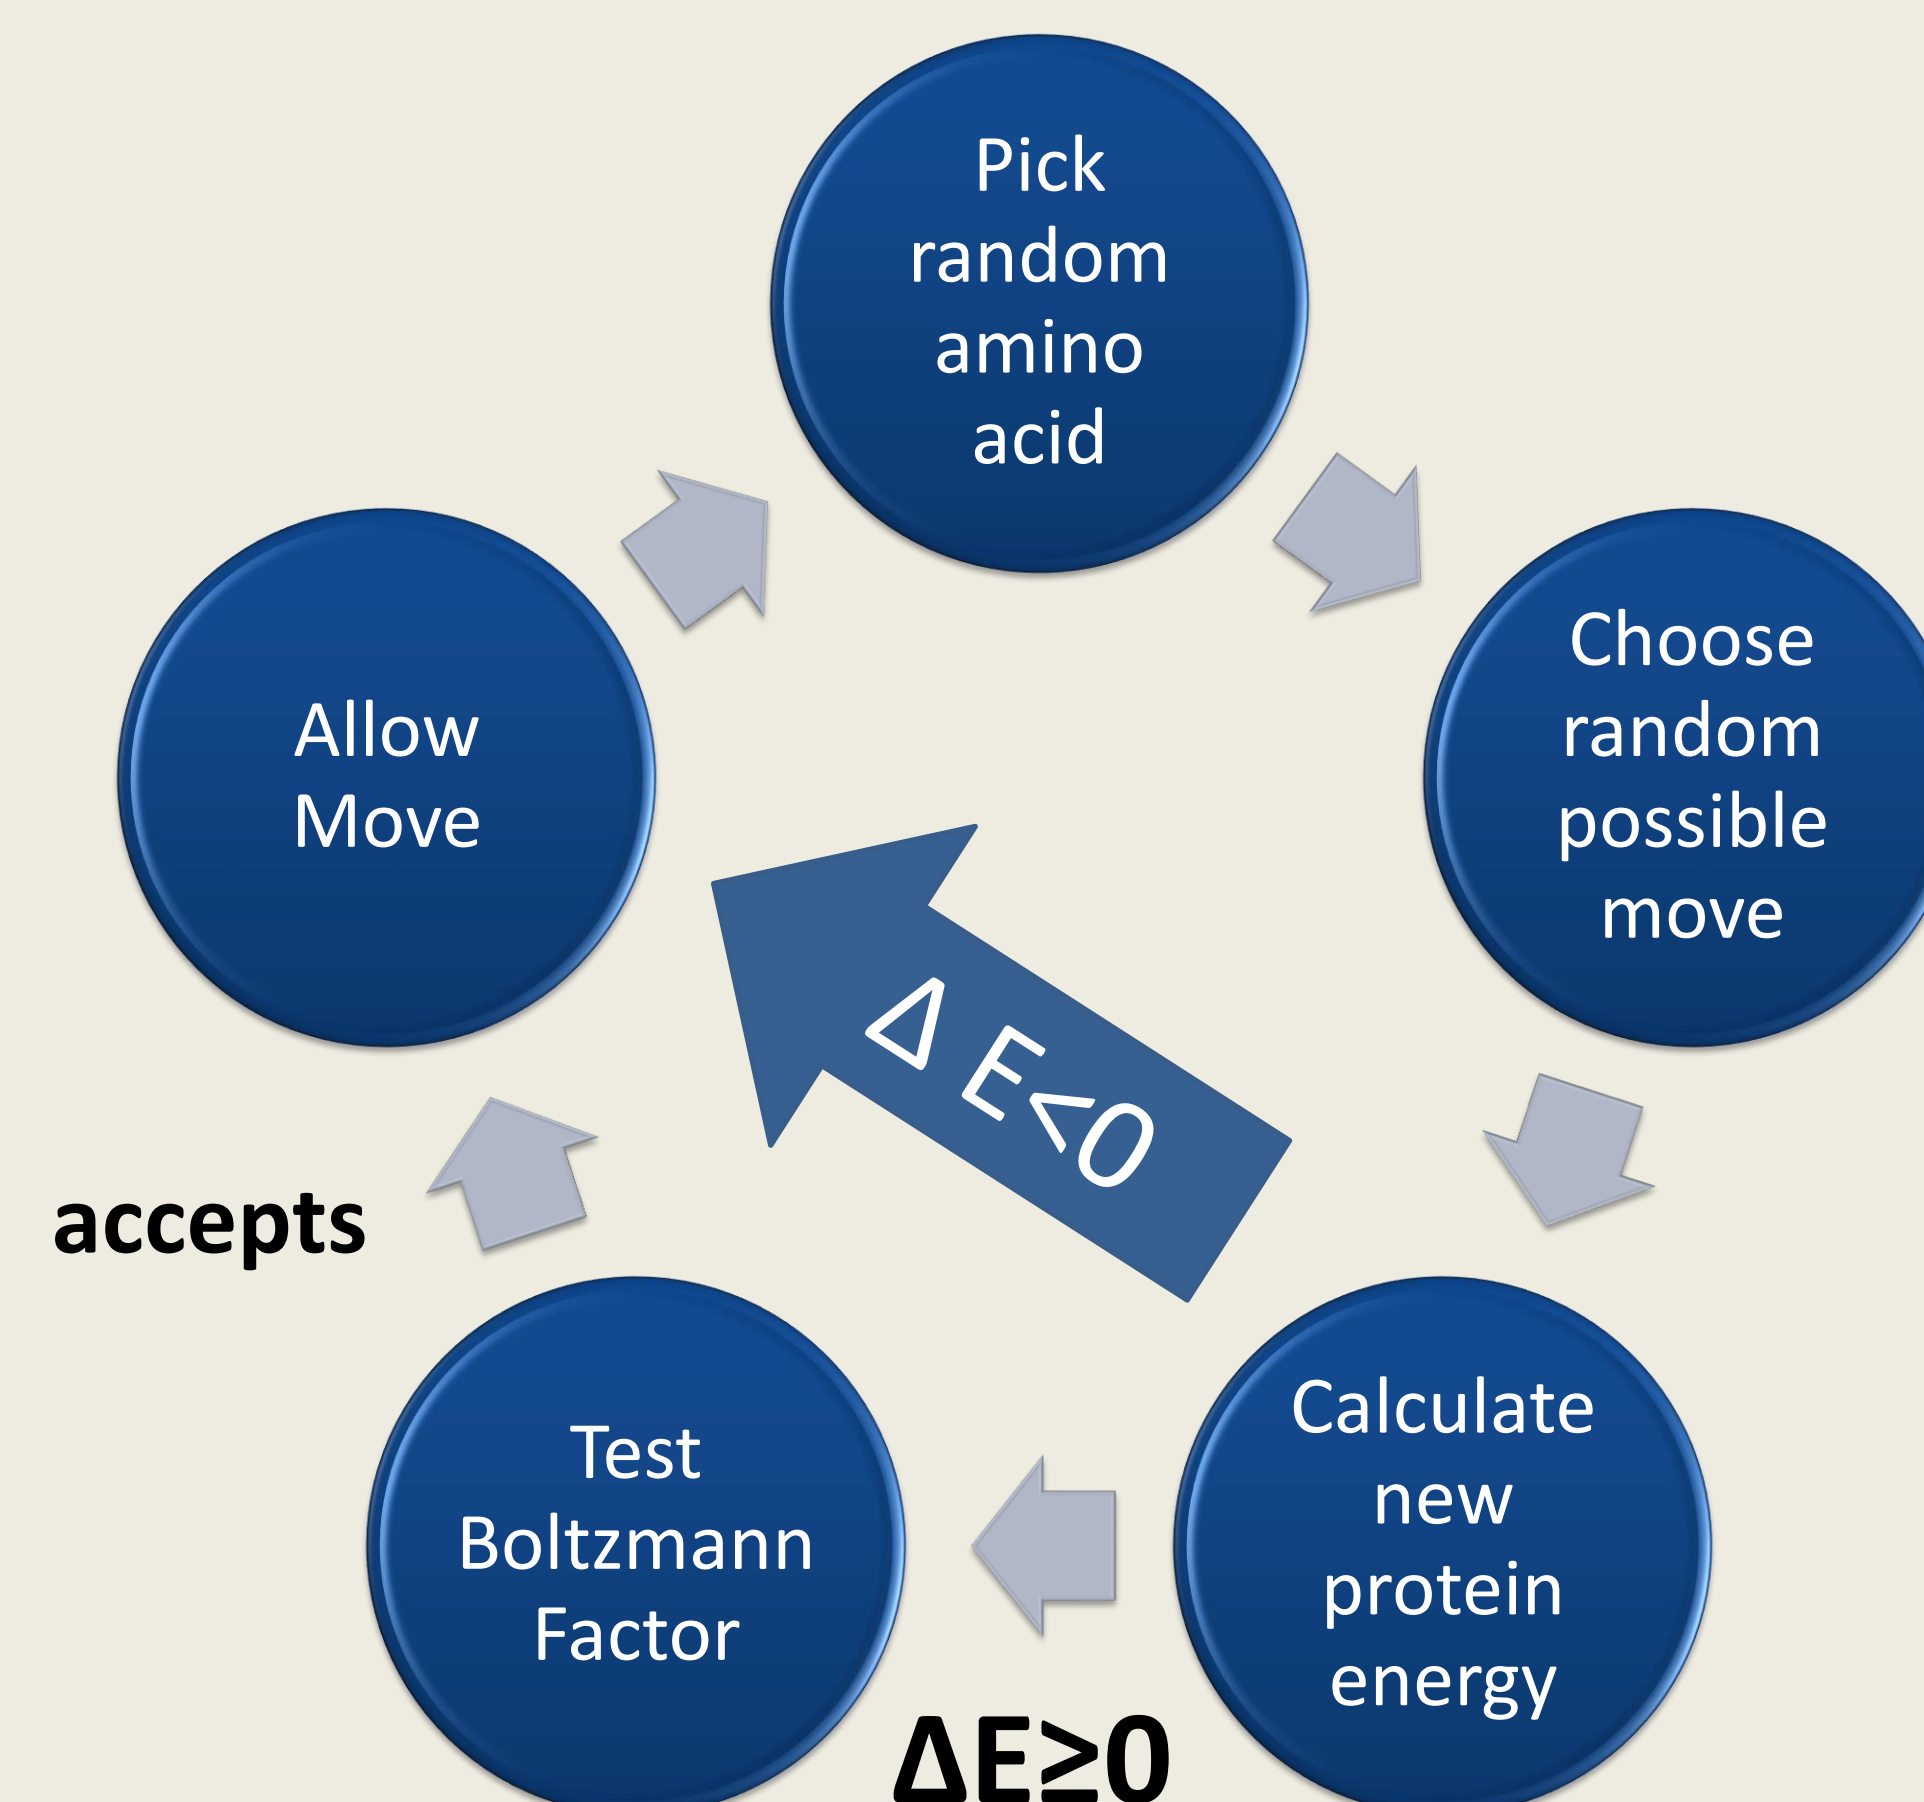 Pick
random
amino
acid
Choose
random
possible
move
Calculate
new
protein
energy
ΔE≥0
Test
Boltzmann
Factor
accepts
Allow
Move
Δ E<0